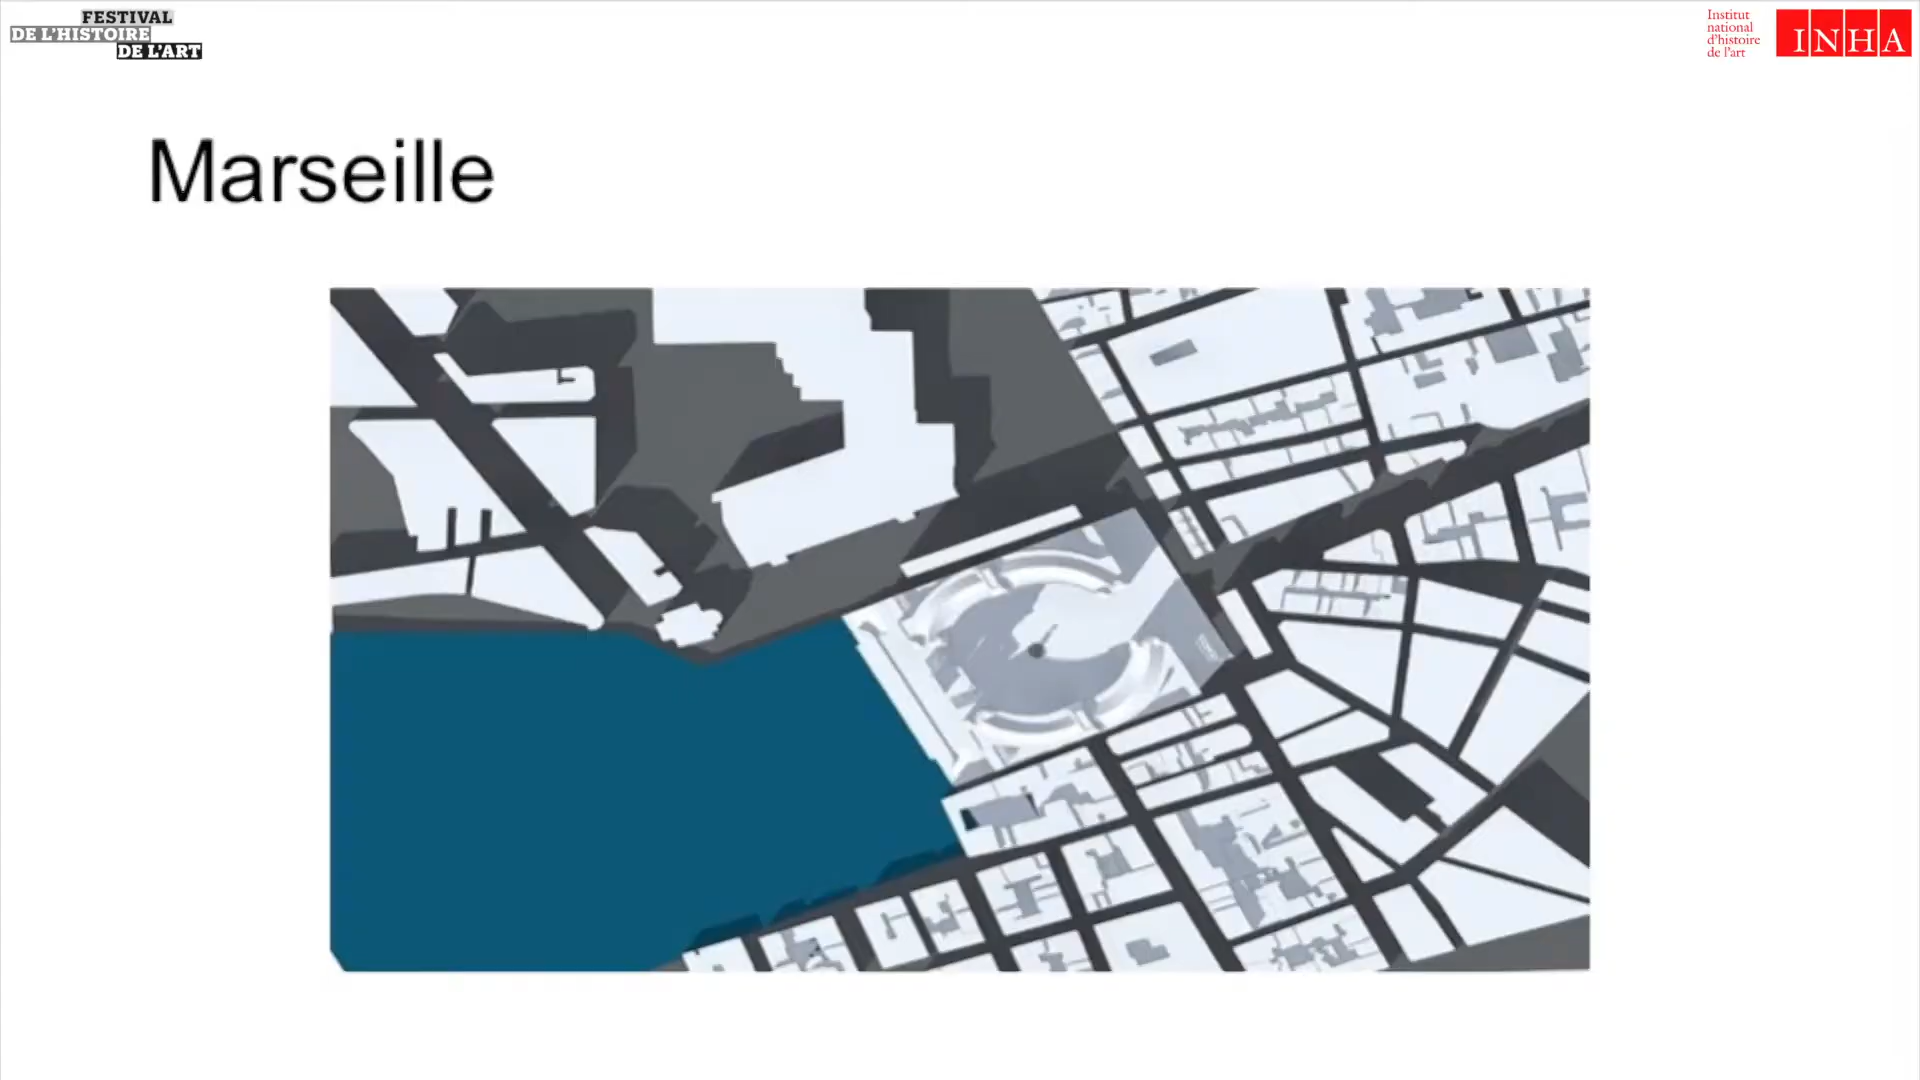 FESTIVAL
DE L'HISTOIRE
DE L'ART
Institut
national
d'histoire
de l'art
INHA
Marseille